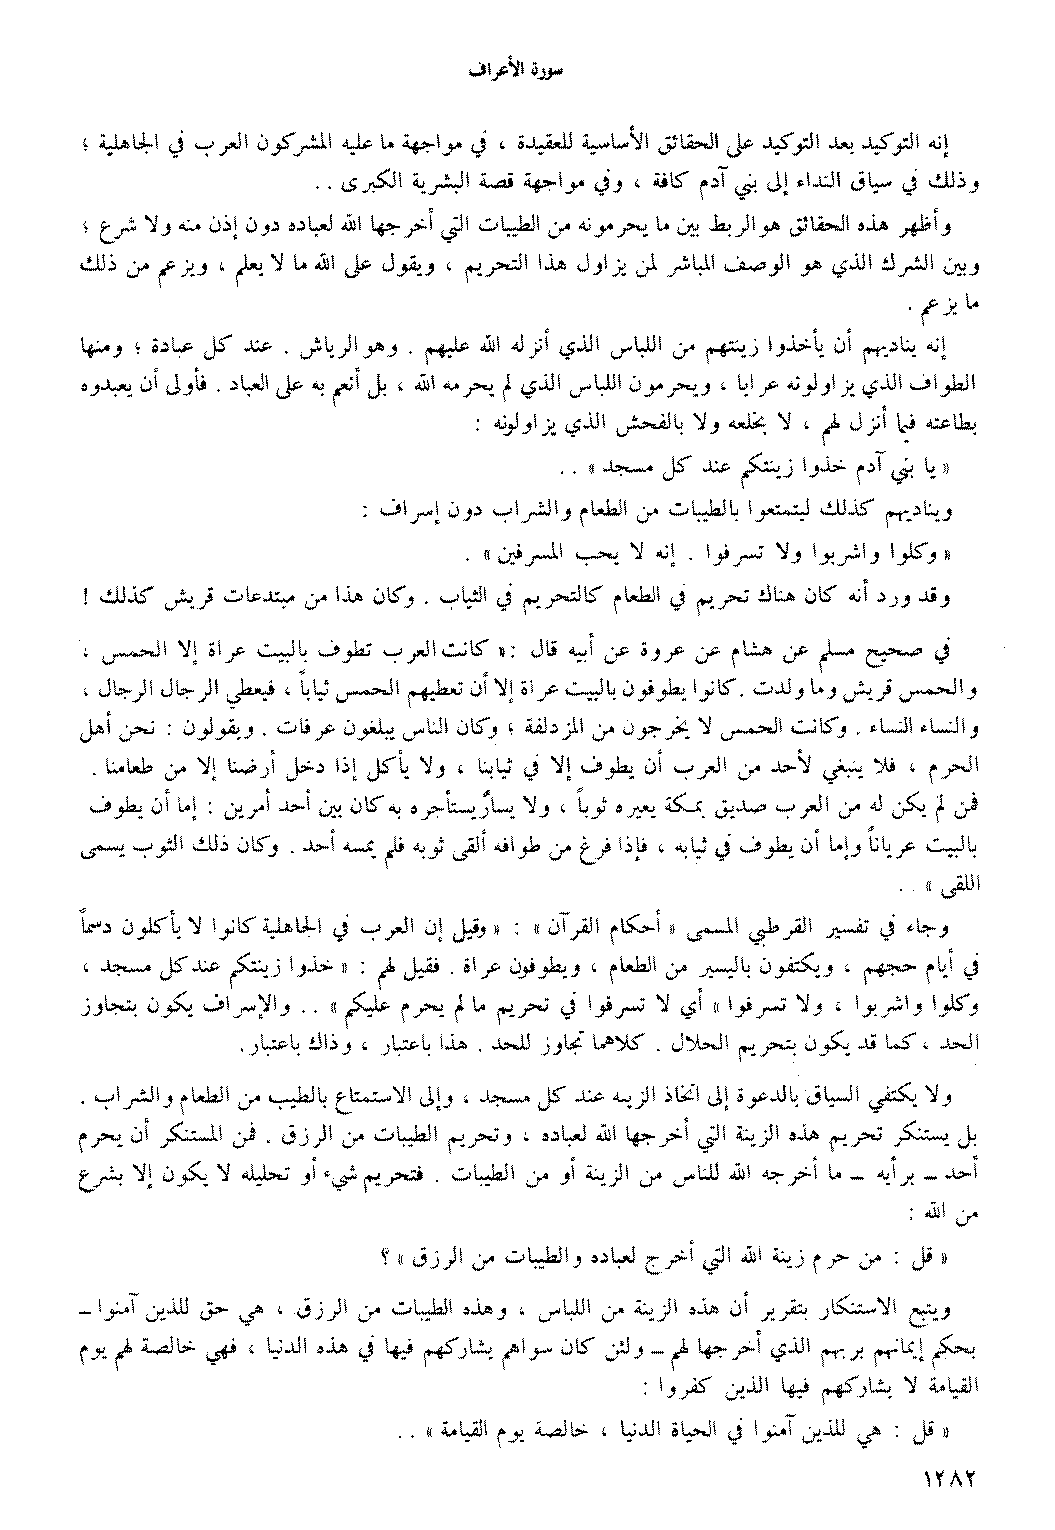 سورة الأعراف
إنه التوكيد بعد التوكيد على الحقائق الأساسية للعقيدة ، في مواجهة ما عليه المشركون العرب في الجاهلية ؛
وذلك في سياق النداء إلى بني آدم كافة ، وفي مواجهة قصة البشرية الكبرى . .
وأظهر هذه الحقائق هو الربط بين ما يحرمونه من الطيبات التي أخرجها الله لعباده دون إذن منه ولا شرع ؛
وبين الشرك الذي هو الوصف المباشر لمن يزاول هذا التحريم ، ويقول على الله ما لا يعلم ، ويزعم من ذلك
ما يزعم .
إنه يناديهم أن يأخذوا زينتهم من اللباس الذي أنزله الله عليهم . وهو الرياش . عند كل عبادة ؛ ومنها
الطواف الذي يزاولونه عرايا ، ويحرمون اللباس الذي لم يحرمه الله ، بل أنعم به على العباد . فأولى أن يعبدوه
بطاعته فيما أنزل لهم ، لا بخلعه ولا بالفحش الذي يزاولونه :
« يا بني آدم خذوا زينتكم عند كل مسجد » . .
ويناديهم كذلك ليتمتعوا بالطيبات من الطعام والشراب دون إسراف :
« وكلوا واشربوا ولا تسرفوا . إنه لا يحب المسرفين » .
وقد ورد أنه كان هناك تحريم في الطعام كالتحريم في الثياب . وكان هذا من مبتدعات قريش كذلك !
في صحيح مسلم عن هشام عن عروة عن أبيه قال :« كانت العرب تطوف بالبيت عراة إلا الحمس ،
والحمس قريش وما ولدت .كانوا يطوفون بالبيت عراة إلا أن تعطيهم الحمس ثياباً ، فيعطي الرجال الرجال ،
والنساء النساء . وكانت الحمس لا يخرجون من المزدلفة ؛ وكان الناس يبلغون عرفات . ويقولون : نحن أهل
الحرم ، فلا ينبغي لأحد من العرب أن يطوف إلا في ثيابنا ، ولا يأكل إذا دخل أرضنا إلا من طعامنا .
فمن لم يكن له من العرب صديق بمكة يعيره ثوباً ، ولا يسارٌ يستأجره به كان بين أحد أمرين : إما أن يطوف
بالبيت عرياناً وإما أن يطوف في ثيابه ، فإذا فرغ من طوافه ألقى ثوبه فلم يمسه أحد . وكان ذلك الثوب يسمى
اللقى » . .
وجاء في تفسير القرطبي المسمى « أحكام القرآن » : « وقيل إن العرب في الجاهلية كانوا لا يأكلون دسماً
في أيام حجهم ، ويكتفون باليسير من الطعام ، ويطوفون عراة . فقيل لهم : « خذوا زينتكم عند كل مسجد ،
وكلوا واشربوا ، ولا تسرفوا » أي لا تسرفوا في تحريم ما لم يحرم عليكم » . . والإسراف يكون بتجاوز
الحد ، كما قد يكون بتحريم الحلال . كلاهما تجاوز للحد . هذا باعتبار ، وذاك باعتبار.
ولا يكتفي السياق بالدعوة إلى اتخاذ الزينه عند كل مسجد ، وإلى الاستمتاع بالطيب من الطعام والشراب .
بل يستنكر تحريم هذه الزينة التي أخرجها الله لعباده ، وتحريم الطيبات من الرزق . فمن المستنكر أن يحرم
أحد – برأيه – ما أخرجه الله للناس من الزينة أو من الطيبات . فتحريم شيء أو تحليله لا يكون إلا بشرع
من الله :
« قل : من حرم زينة الله التي أخرج لعباده والطيبات من الرزق » ؟
ويتبع الاستنكار بتقرير أن هذه الزينة من اللباس ، وهذه الطيبات من الرزق ، هي حق للذين آمنوا –
بحكم إيمانهم بربهم الذي أخرجها لهم – ولئن كان سواهم يشاركهم فيها في هذه الدنيا ، فهي خالصة لهم يوم
القيامة لا يشاركهم فيها الذين كفروا :
« قل : هي للذين آمنوا في الحياة الدنيا ، خالصة يوم القيامة » . .
١٢٨٢